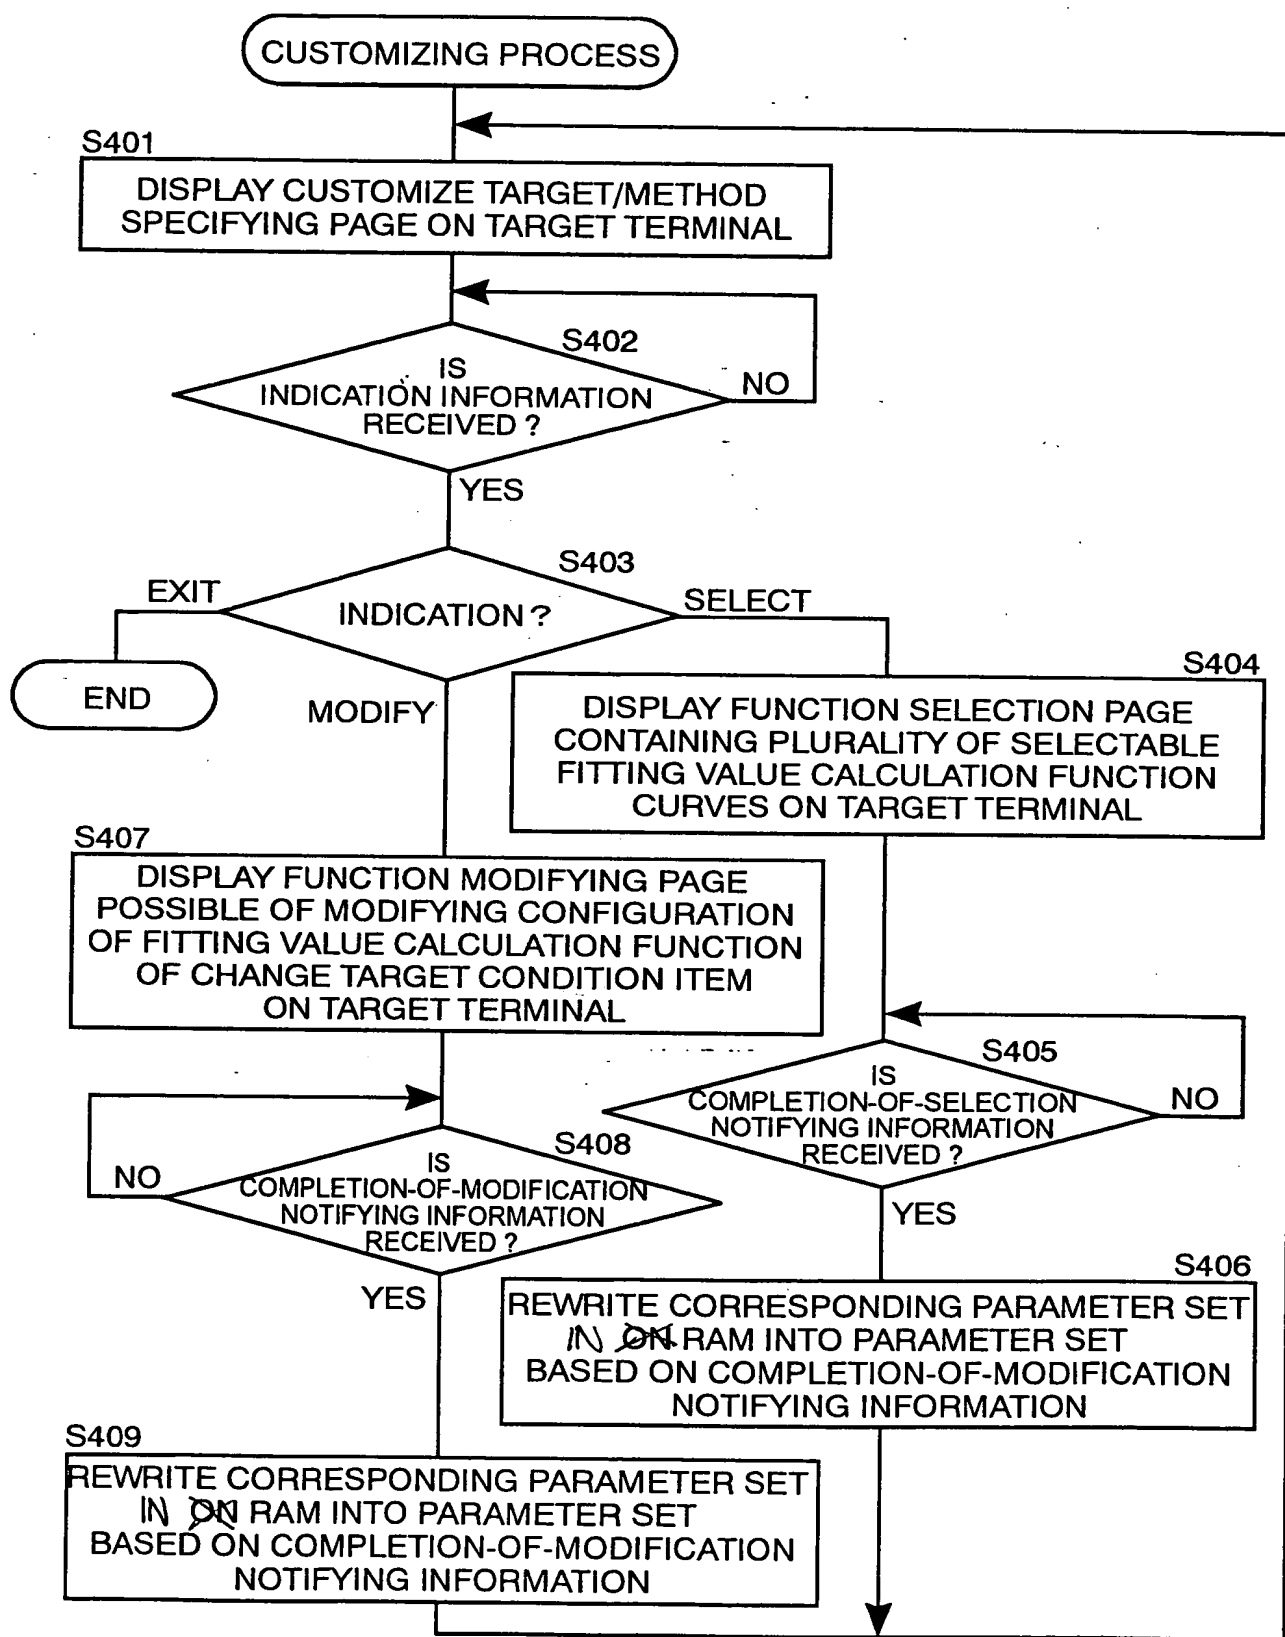 CUSTOMIZING PROCESS
S401
DISPLAY CUSTOMIZE TARGET/METHOD
SPECIFYING PAGE ON TARGET TERMINAL
S402
IS
INDICATION INFORMATION
RECEIVED ?
NO
YES
S403
EXIT
INDICATION ?
SELECT
END
MODIFY
S404
DISPLAY FUNCTION SELECTION PAGE
CONTAINING PLURALITY OF SELECTABLE
FITTING VALUE CALCULATION FUNCTION
CURVES ON TARGET TERMINAL
S407
DISPLAY FUNCTION MODIFYING PAGE
POSSIBLE OF MODIFYING CONFIGURATION
OF FITTING VALUE CALCULATION FUNCTION
OF CHANGE TARGET CONDITION ITEM
ON TARGET TERMINAL
S405
IS
COMPLETION-OF-SELECTION
NOTIFYING INFORMATION
RECEIVED ?
NO
YES
S408
IS
COMPLETION-OF-MODIFICATION
NOTIFYING INFORMATION
RECEIVED ?
NO
YES
S406
REWRITE CORRESPONDING PARAMETER SET
IN ON RAM INTO PARAMETER SET
BASED ON COMPLETION-OF-MODIFICATION
NOTIFYING INFORMATION
S409
REWRITE CORRESPONDING PARAMETER SET
IN ON RAM INTO PARAMETER SET
BASED ON COMPLETION-OF-MODIFICATION
NOTIFYING INFORMATION